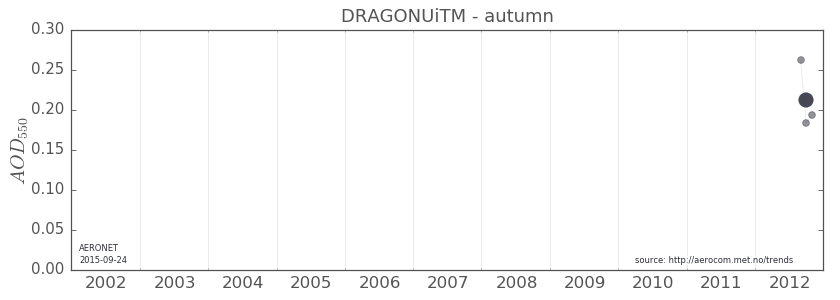 DRAGONUiTM - autumn
0.30
0.25
0.20
0.15
0.10
0.05
0.00
AOD550
AERONET
2015-09-24
source: http://aerocom.met.no/trends
2002 2003 2004 2005 2006 2007 2008 2009 2010 2011 2012